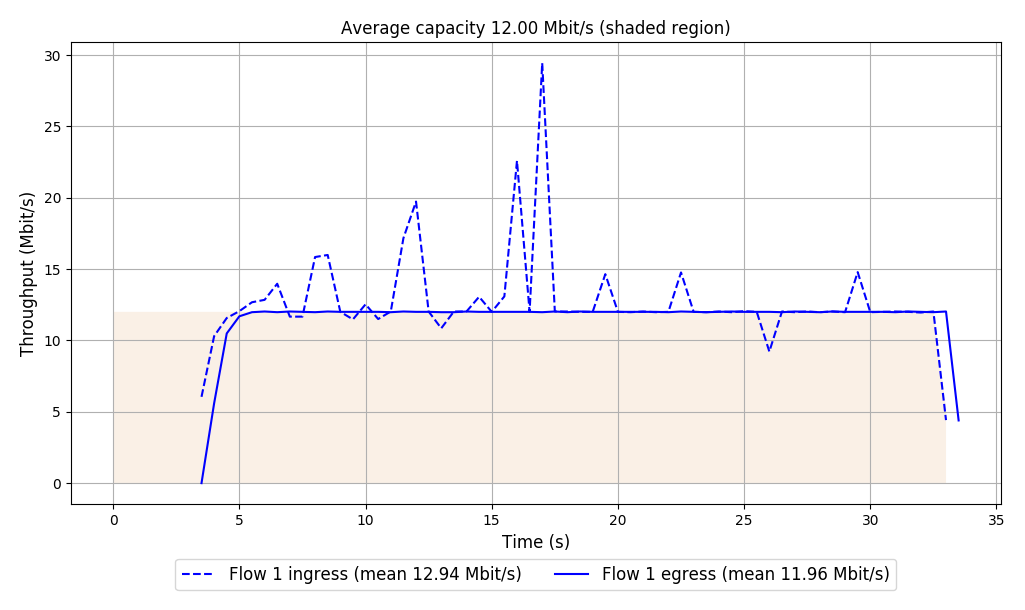 Average capacity 12.00 Mbit/s (shaded region)
Throughput (Mbit/s)
30
25
20
15
10
5
0
0 5 10 15 20 25 30 35
Time (s)
Flow 1 ingress (mean 12.94 Mbit/s) Flow 1 egress (mean 11.96 Mbit/s)